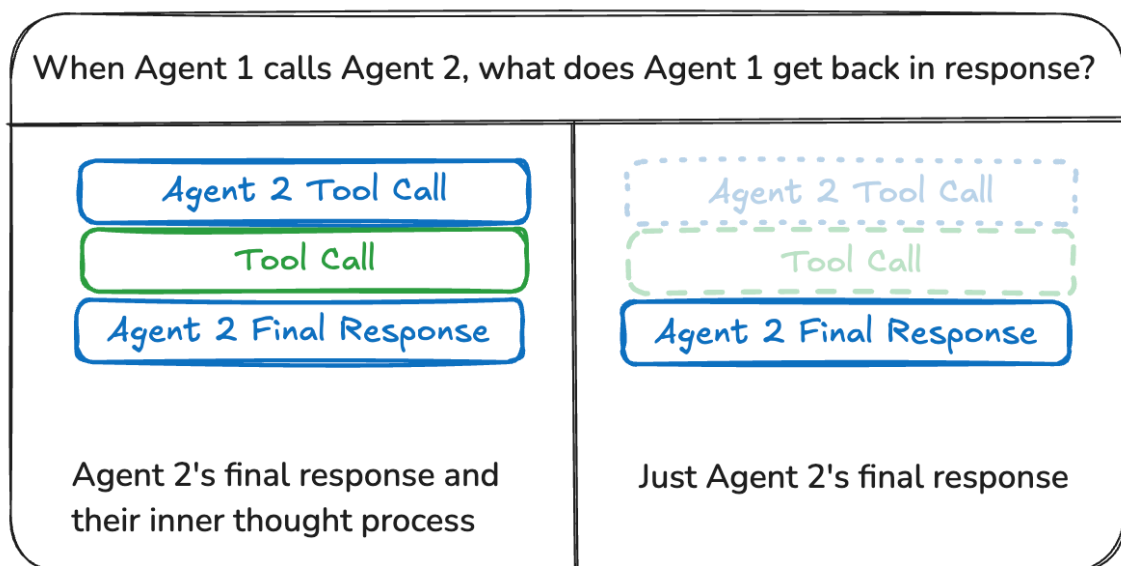 When Agent 1 calls Agent 2, what does Agent 1 get back in response?
Agent 2 Tool Call
Tool Call
Agent 2 Final Response
Agent 2's final response and
their inner thought process
Agent 2 Tool Call
Tool Call
Agent 2 Final Response
Just Agent 2's final response